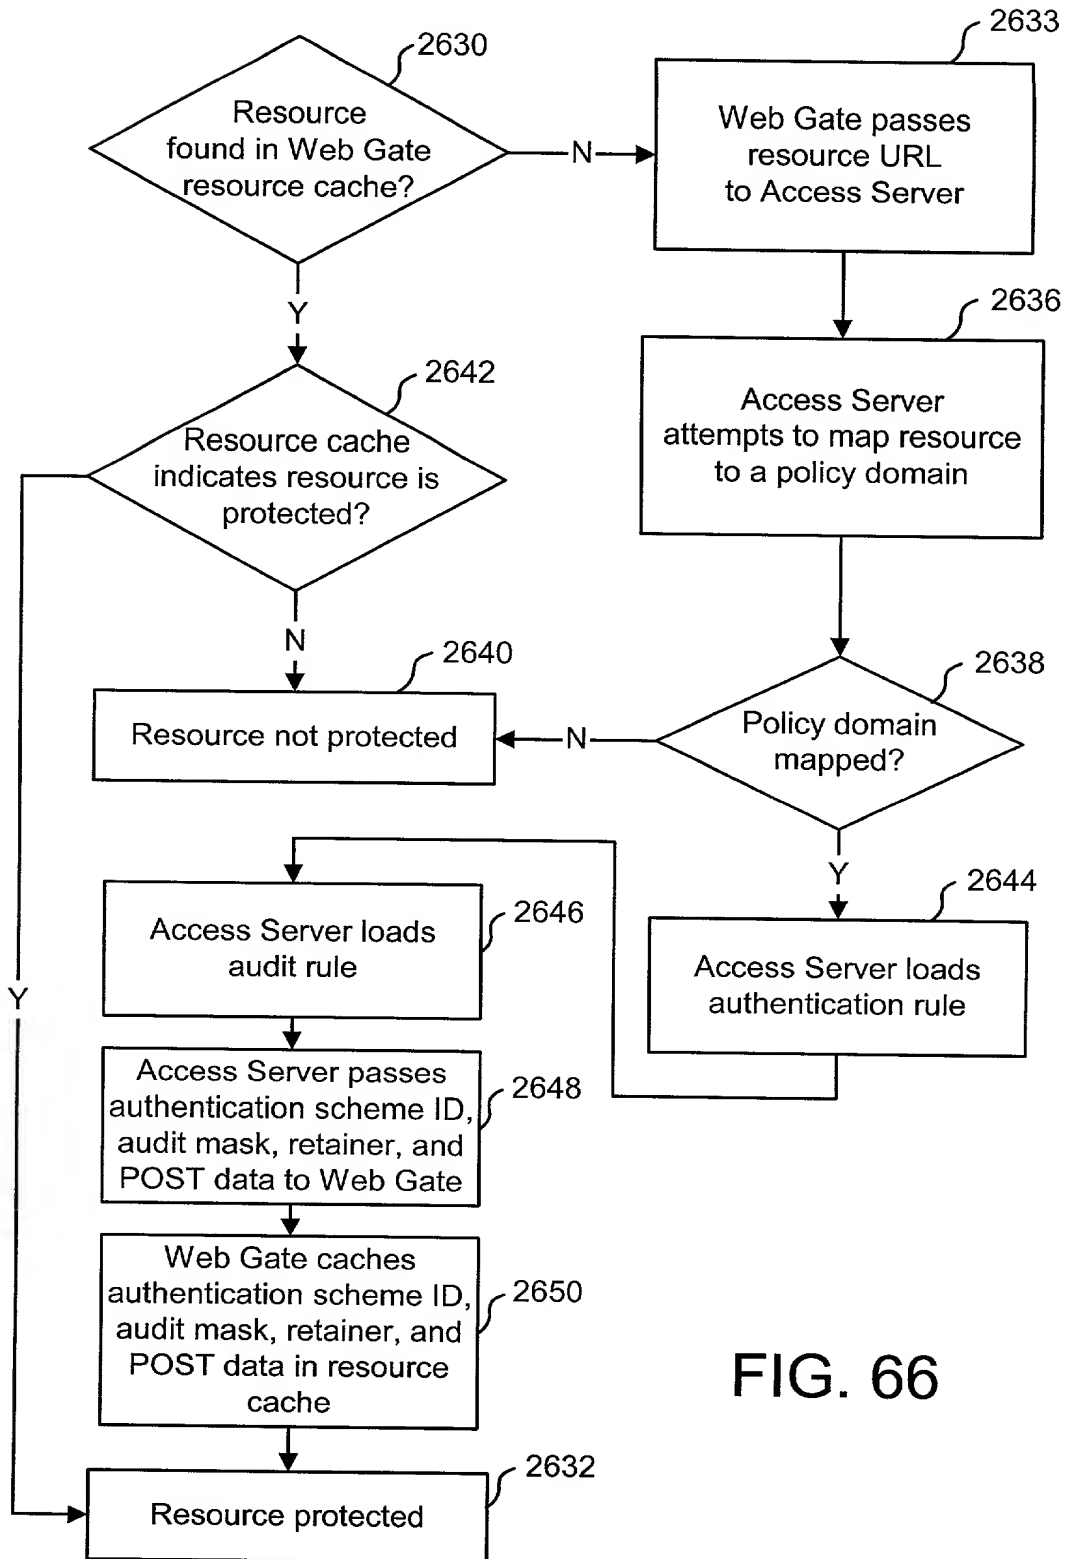 2630
Resource
found in Web Gate
resource cache?
N
2633
Web Gate passes
resource URL
to Access Server
Y
2636
Access Server
attempts to map resource
to a policy domain
2642
Resource cache
indicates resource is
protected?
N
2640
Resource not protected
N
2638
Policy domain
mapped?
Y
2644
Access Server loads
authentication rule
2646
Access Server loads
audit rule
Y
2648
Access Server passes
authentication scheme ID,
audit mask, retainer, and
POST data to Web Gate
2650
Web Gate caches
authentication scheme ID,
audit mask, retainer, and
POST data in resource
cache
2632
Resource protected
FIG. 66